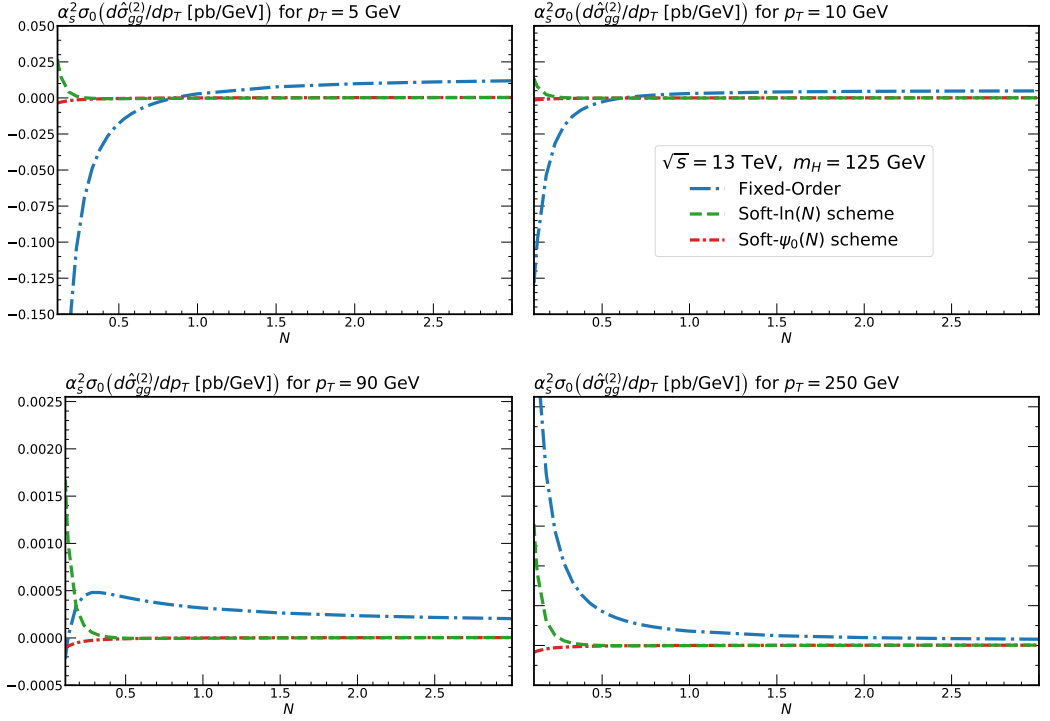 α_s^2σ_0(dσ̂_gg^(2)/dp_T [pb/GeV]) for p_T = 5 GeV
0.050
0.025
0.000
−0.025
−0.050
−0.075
−0.100
−0.125
−0.150
0.5 1.0 1.5 2.0 2.5
N
α_s^2σ_0(dσ̂_gg^(2)/dp_T [pb/GeV]) for p_T = 10 GeV
√s = 13 TeV, m_H = 125 GeV
Fixed-Order
Soft-ln(N) scheme
Soft-ψ_0(N) scheme
0.5 1.0 1.5 2.0 2.5
N
α_s^2σ_0(dσ̂_gg^(2)/dp_T [pb/GeV]) for p_T = 90 GeV
0.0025
0.0020
0.0015
0.0010
0.0005
0.0000
−0.0005
0.5 1.0 1.5 2.0 2.5
N
α_s^2σ_0(dσ̂_gg^(2)/dp_T [pb/GeV]) for p_T = 250 GeV
0.5 1.0 1.5 2.0 2.5
N